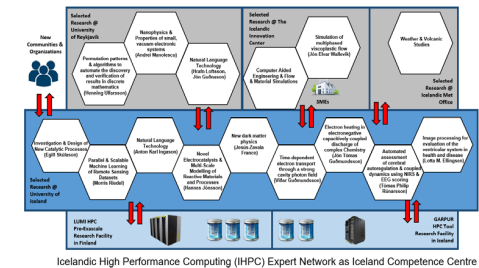 Selected
Research @
University of
Reykjavik
Nanophysics &
Properties of small,
vacuum electronic
systems
(Andrei Manolescu)
Selected
Research @ The
Icelandic
Innovation
Center
Simulation of
multiphased
viscoplastic flow
(Jón Elvar Wallevik)
Weather & Volcanic
Studies
New
Communities &
Organizations
Permutation patterns
& algorithms to
automate the discovery
and verification of
results in discrete
mathematics
(Henning Ulfarsson)
Natural Language
Technology
(Hrafn Loftsson,
Jón Guðnason)
Computer Aided
Engineering & Flow
& Material Simulations
SMEs
Selected
Research @
Icelandic Met
Office
Investigation & Design of
New Catalytic Processes
(Egill Skúlason)
Parallel & Scalable
Machine Learning
of Remote Sensing
Datasets
(Morris Riedel)
Natural Language
Technology
(Anton Karl Ingason)
Novel
Electrocatalysts &
Multi-Scale
Modelling of
Reactive Materials
and Processes
(Hannes Jónsson)
New dark matter
physics
(Jesús Zavala
Franco)
Time-dependent
electron transport
through a strong
cavity photon field
(Viðar Guðmundsson)
Electron heating in
electronegative
capacitively coupled
discharge of
complex Chemistry
(Jón Tómas
Guðmundsson)
Automated
assessment of
cerebral
autoregulation &
coupled dynamics
using NIRS & EEG
scoring
(Tómas Philip
Rúnarsson)
Image processing for
evaluation of the
ventricular system in
health and disease
(Lotta M. Ellingsen)
Selected
Research @
University of
Iceland
LUMI HPC
Pre-Exascale
Research Facility
in Finland
GARPUR
HPC Tool
Research Facility
in Iceland
Icelandic High Performance Computing (IHPC) Expert Network as Iceland Competence Centre